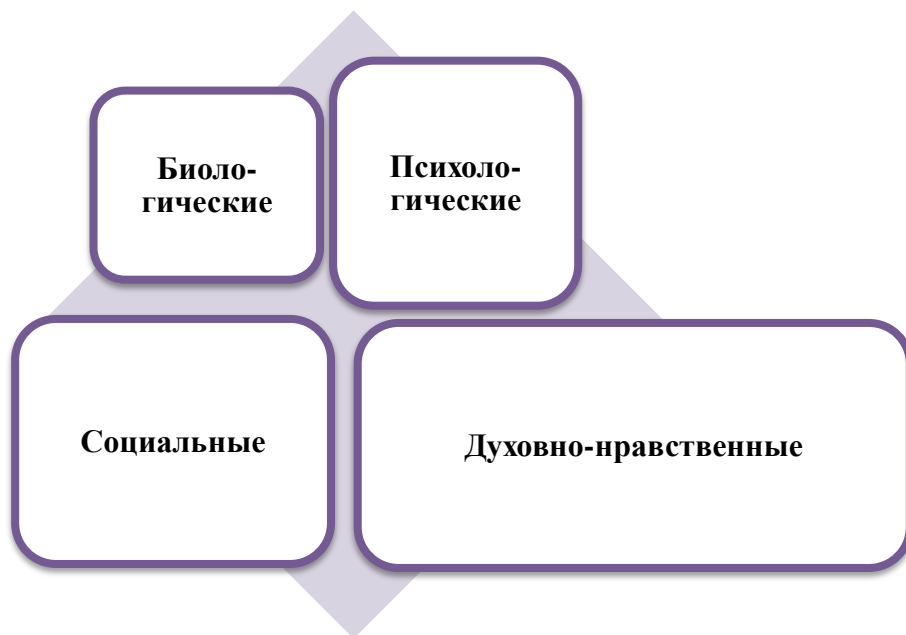 Биоло-
гические
Психоло-
гические
Социальные
Духовно-нравственные